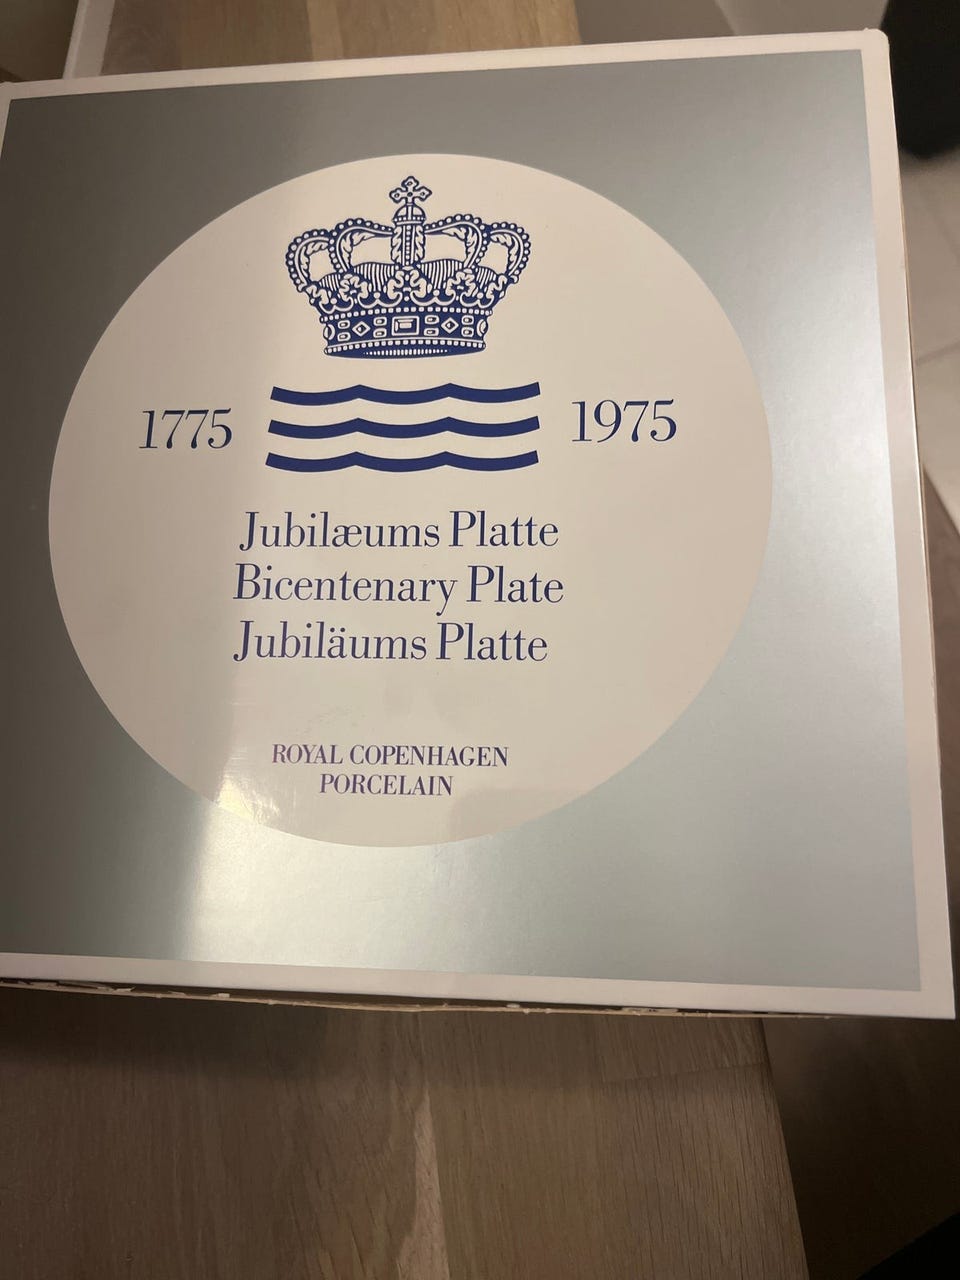 1775 1975
Jubilæums Platte
Bicentenary Plate
Jubiläums Platte
ROYAL COPENHAGEN
PORCELAIN